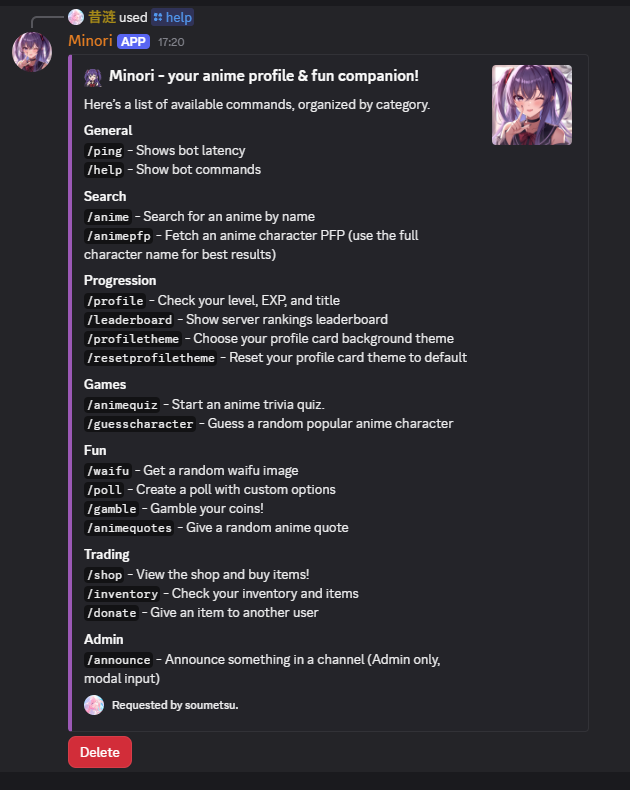 昔涟 used help
Minori APP 17:20
Minori - your anime profile & fun companion!
Here's a list of available commands, organized by category.
General
/ping - Shows bot latency
/help - Show bot commands
Search
/anime - Search for an anime by name
/animepfp - Fetch an anime character PFP (use the full
character name for best results)
Progression
/profile - Check your level, EXP, and title
/leaderboard - Show server rankings leaderboard
/profiletheme - Choose your profile card background theme
/resetprofiletheme - Reset your profile card theme to default
Games
/animequiz - Start an anime trivia quiz.
/guesscharacter - Guess a random popular anime character
Fun
/waifu - Get a random waifu image
/poll - Create a poll with custom options
/gamble - Gamble your coins!
/animequotes - Give a random anime quote
Trading
/shop - View the shop and buy items!
/inventory - Check your inventory and items
/donate - Give an item to another user
Admin
/announce - Announce something in a channel (Admin only,
modal input)
Requested by soumetsu.
Delete